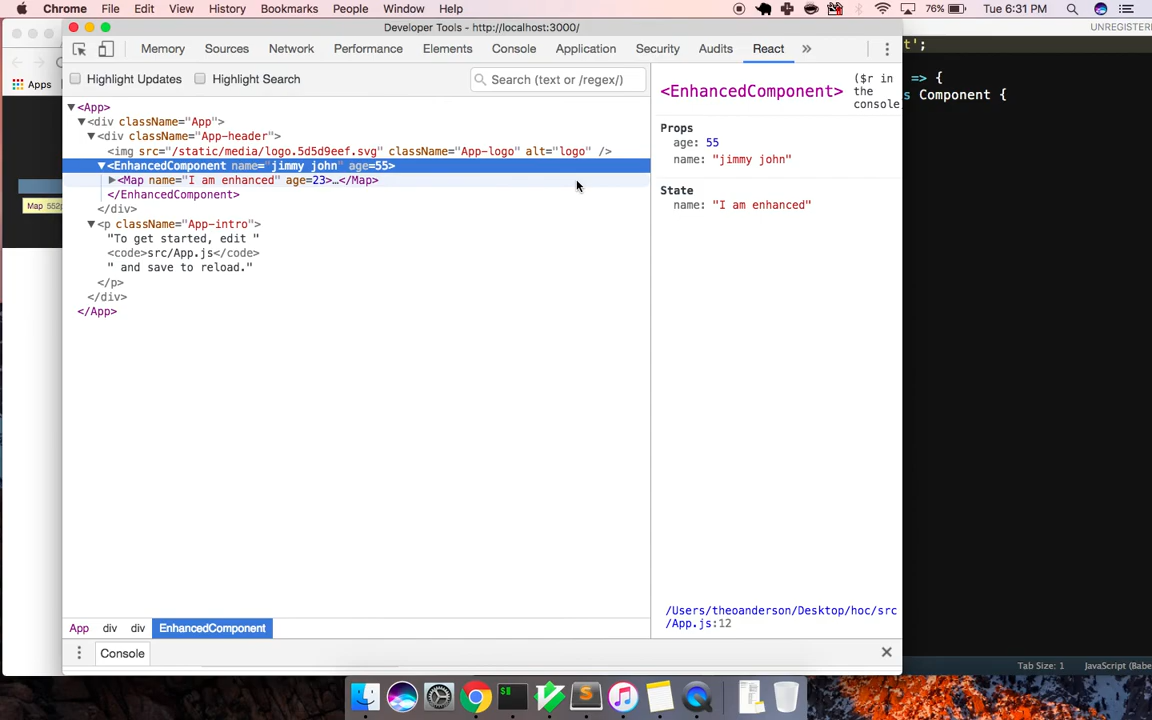 Chrome File Edit View History Bookmarks People Window Help 76% Tue 6:31 PM
Developer Tools - http://localhost:3000/
UNREGISTER
Memory Sources Network Performance Elements Console Application Security Audits React »
t';
Highlight Updates Highlight Search Search (text or /regex/)
Apps
<EnhancedComponent> ($r in the console
=> {
s Component {
<App>
<div className="App">
<div className="App-header">
<img src="/static/media/logo.5d5d9eef.svg" className="App-logo" alt="logo" />
<EnhancedComponent name="jimmy john" age=55>
<Map name="I am enhanced" age=23>…</Map>
</EnhancedComponent>
</div>
<p className="App-intro">
"To get started, edit "
<code>src/App.js</code>
" and save to reload."
</p>
</div>
</App>
Map 552p
Props
age: 55
name: "jimmy john"
State
name: "I am enhanced"
/Users/theoanderson/Desktop/hoc/src
/App.js:12
App div div EnhancedComponent
Console
Tab Size: 1 JavaScript (Babe